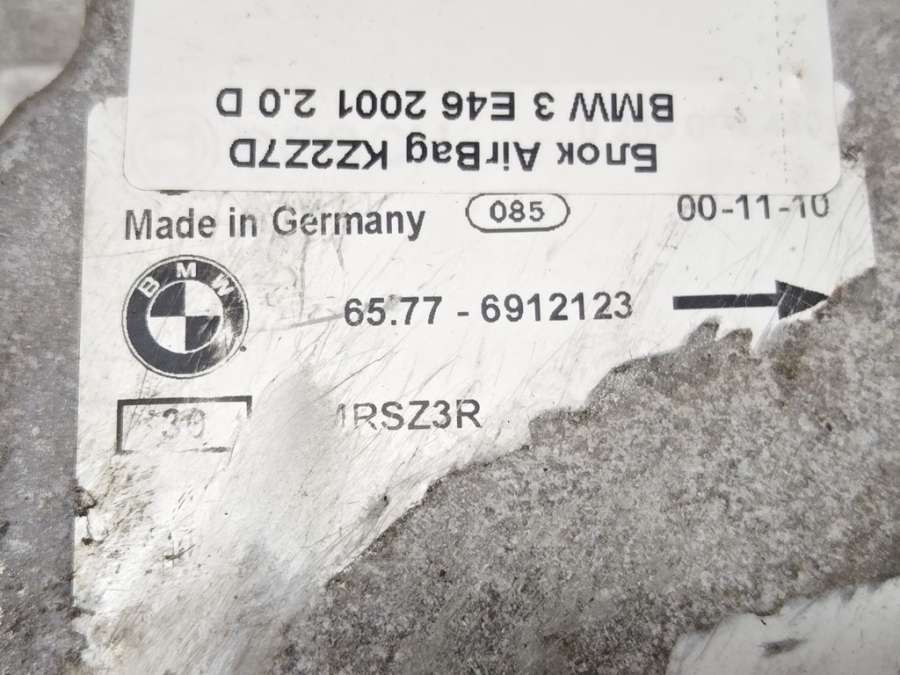 Блок AirBag KZ2Z7D
BMW 3 E46 2001 2.0 D
Made in Germany 085 00-11-10
BMW
65.77 - 6912123
RSZ3R